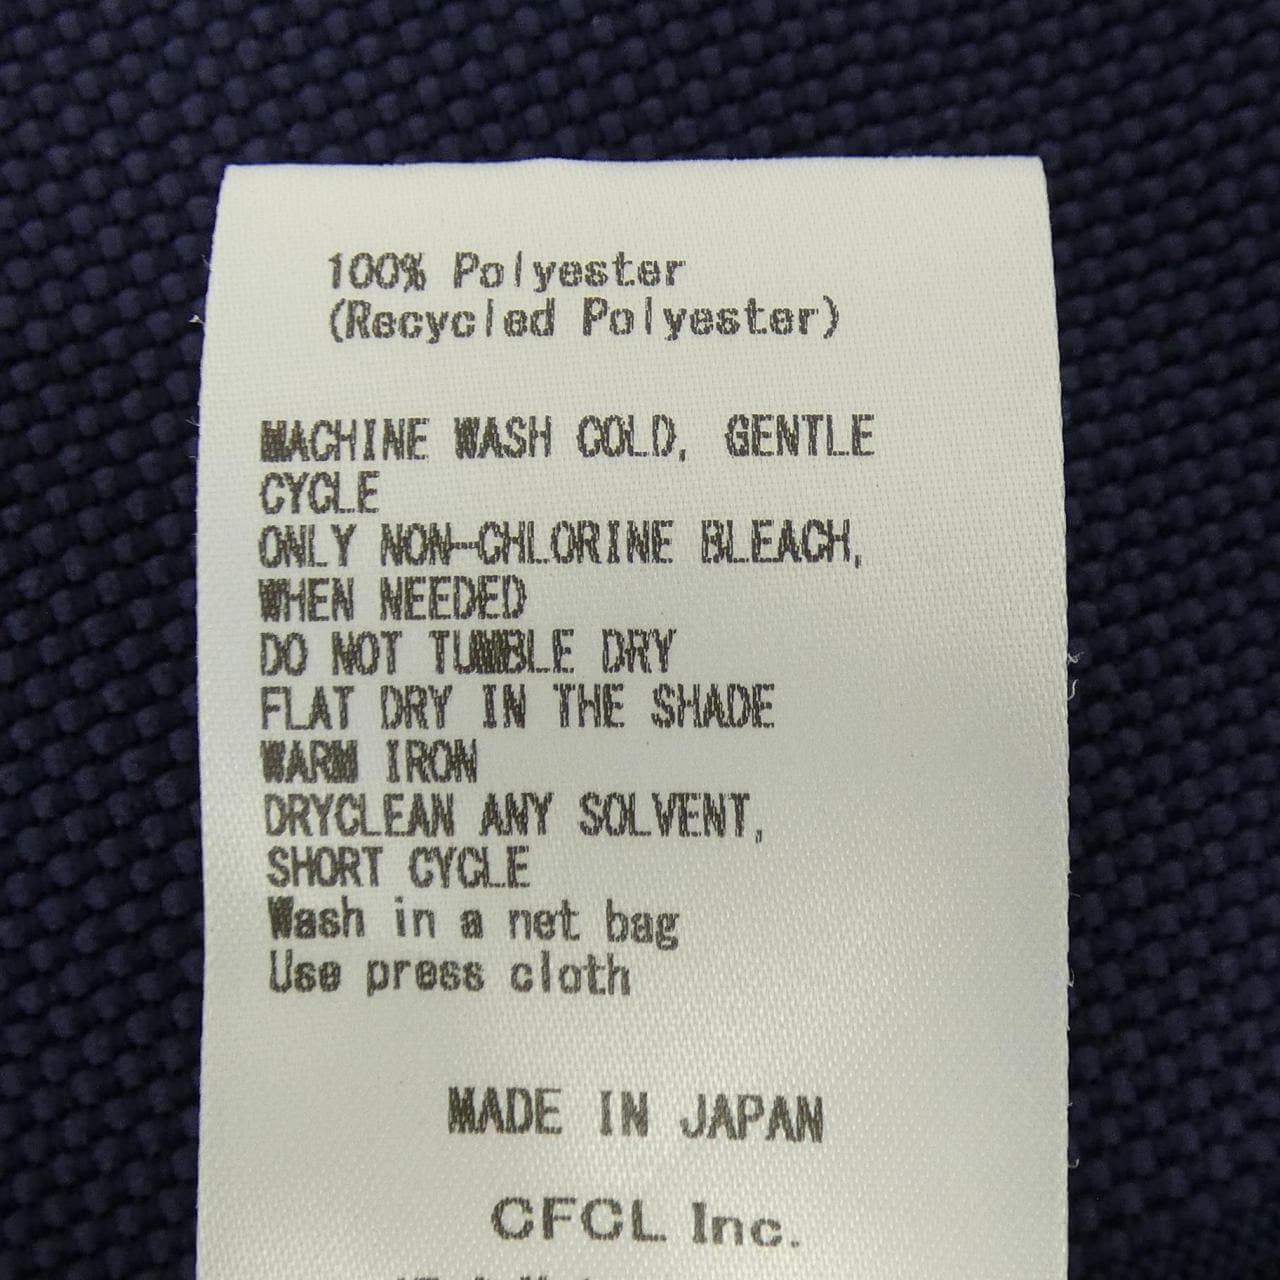 100% Polyester
(Recycled Polyester)
MACHINE WASH COLD, GENTLE
CYCLE
ONLY NON-CHLORINE BLEACH,
WHEN NEEDED
DO NOT TUMBLE DRY
FLAT DRY IN THE SHADE
WARM IRON
DRYCLEAN ANY SOLVENT,
SHORT CYCLE
Wash in a net bag
Use press cloth
MADE IN JAPAN
CFCL Inc.